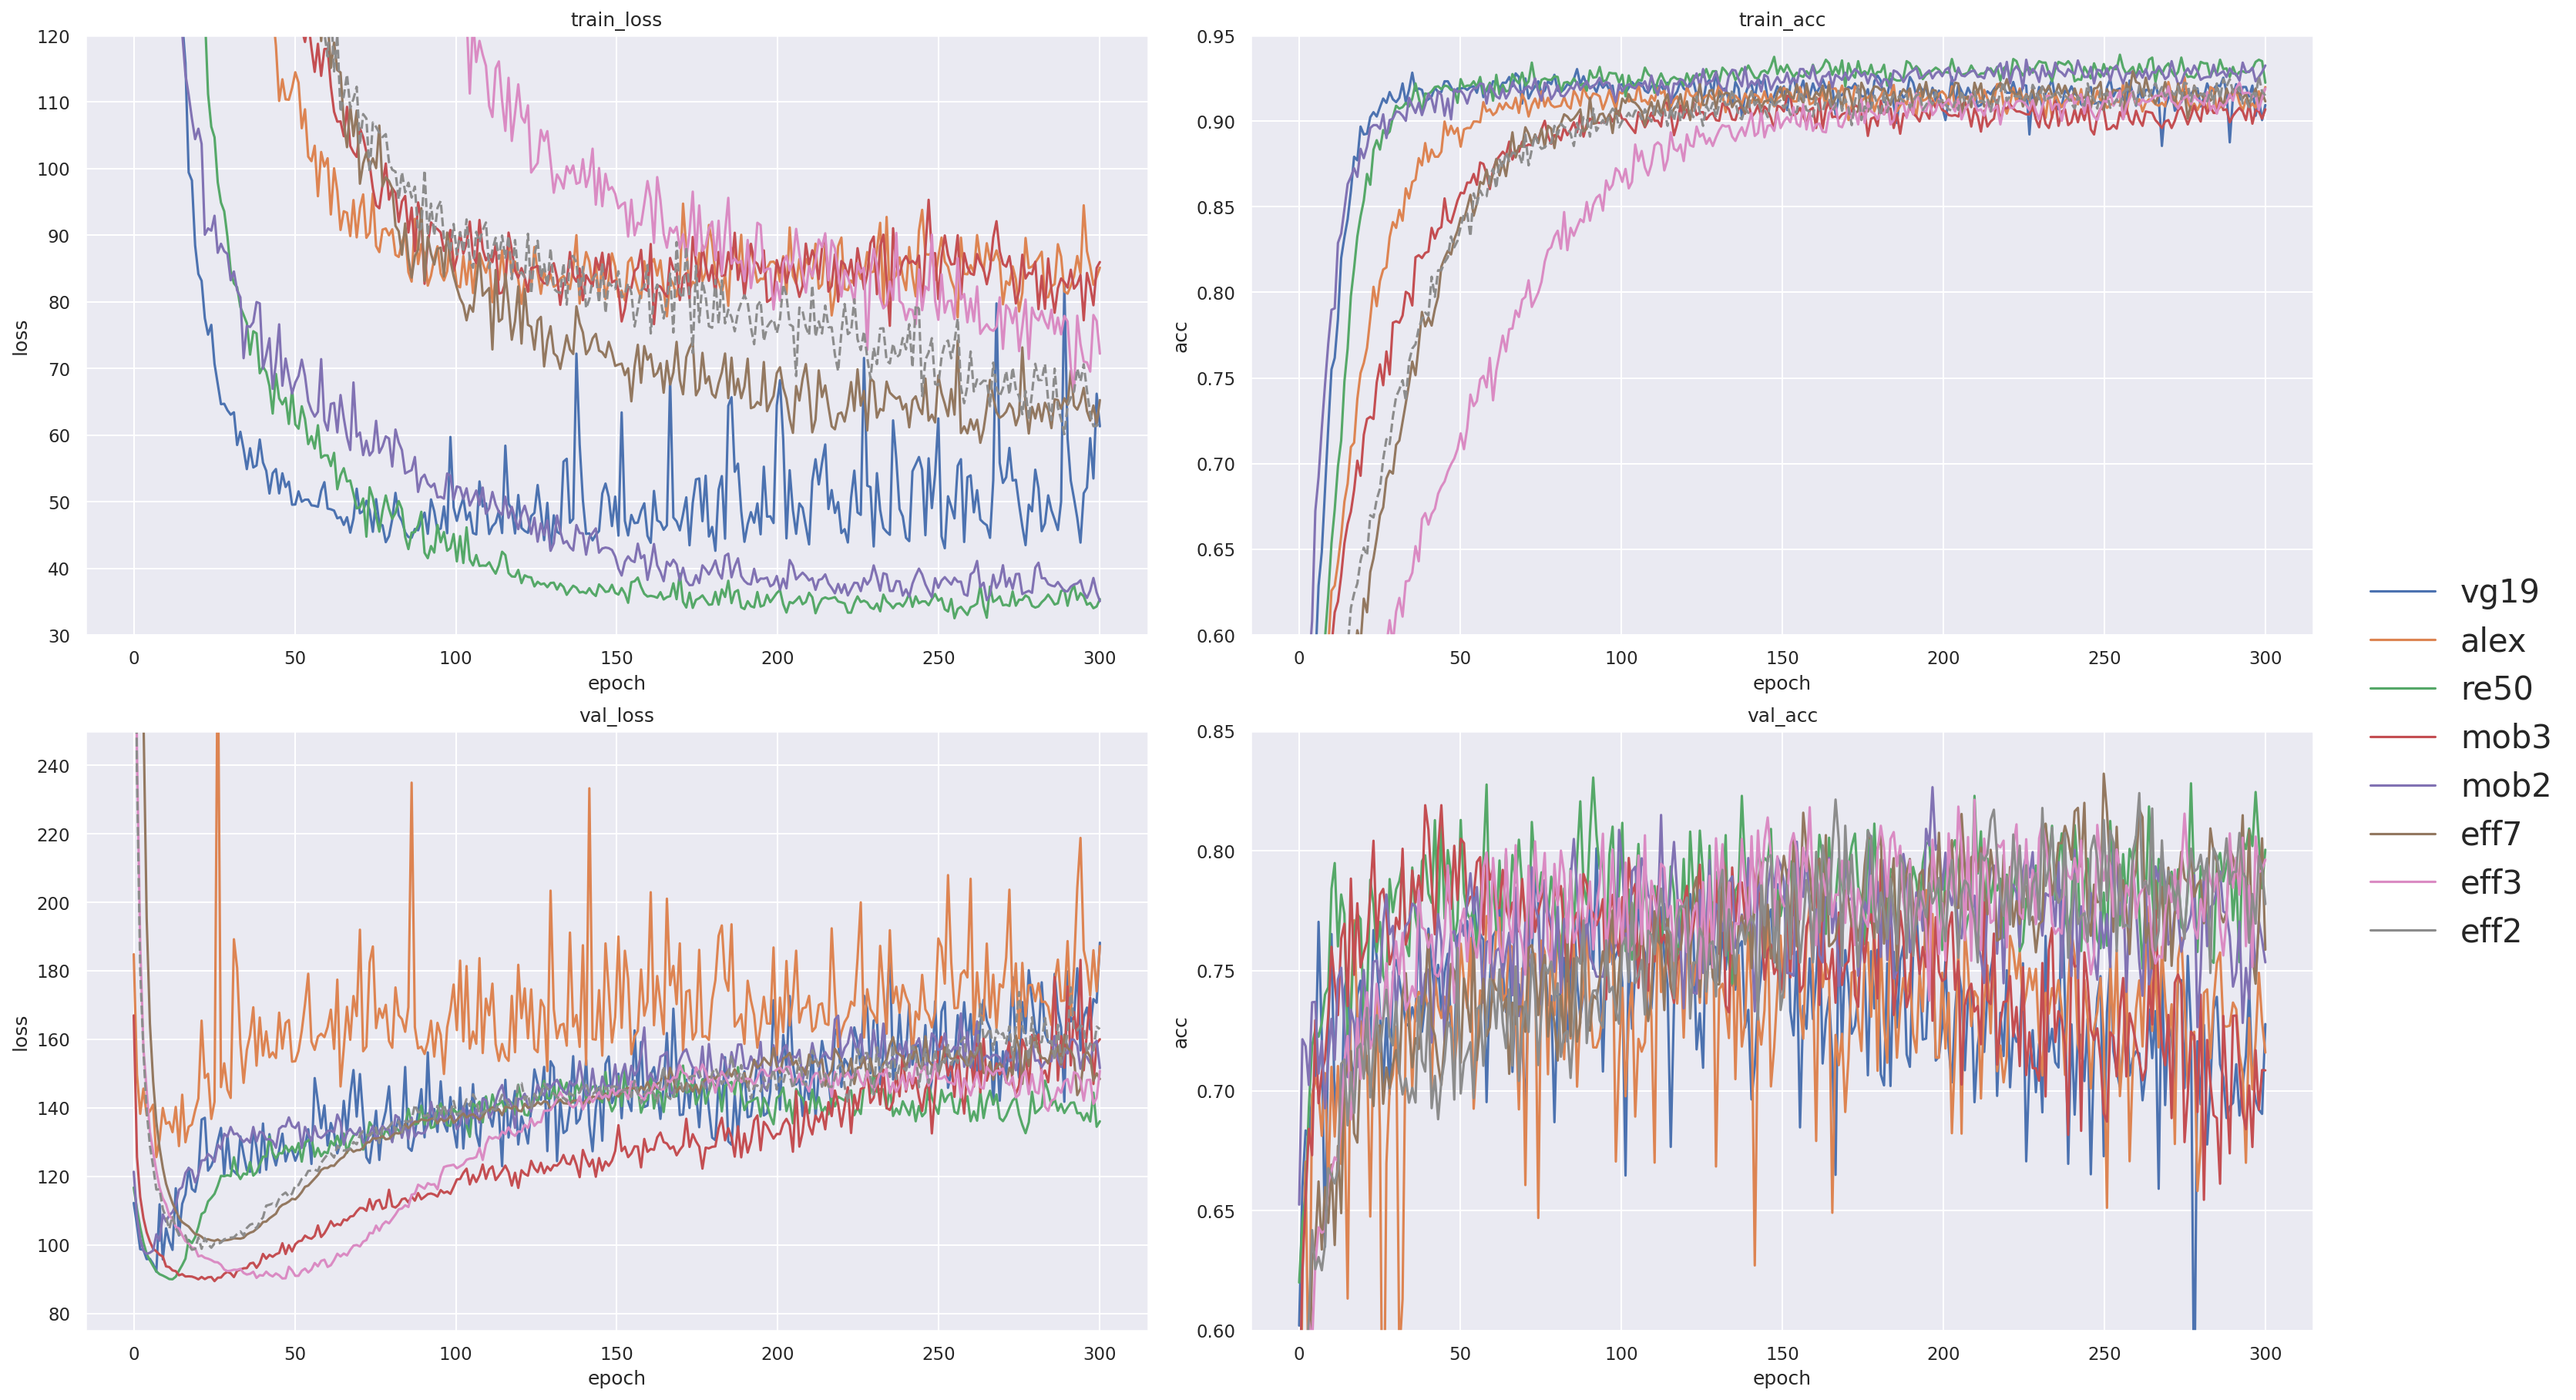 train_loss
120
110
100
90
80
70
60
50
40
30
loss
0 50 100 150 200 250 300
epoch
train_acc
0.95
0.90
0.85
0.80
0.75
0.70
0.65
0.60
acc
0 50 100 150 200 250 300
epoch
val_loss
240
220
200
180
160
140
120
100
80
loss
0 50 100 150 200 250 300
epoch
val_acc
0.85
0.80
0.75
0.70
0.65
0.60
acc
0 50 100 150 200 250 300
epoch
vg19
alex
re50
mob3
mob2
eff7
eff3
eff2